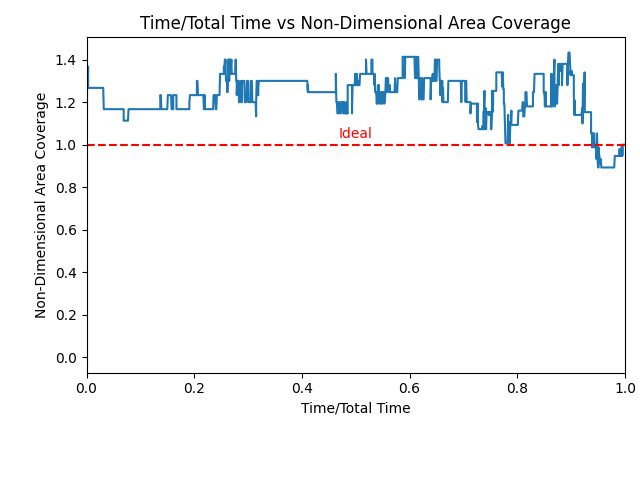 Time/Total Time vs Non-Dimensional Area Coverage
Non-Dimensional Area Coverage
1.4
1.2
1.0
0.8
0.6
0.4
0.2
0.0
Ideal
0.0 0.2 0.4 0.6 0.8 1.0
Time/Total Time